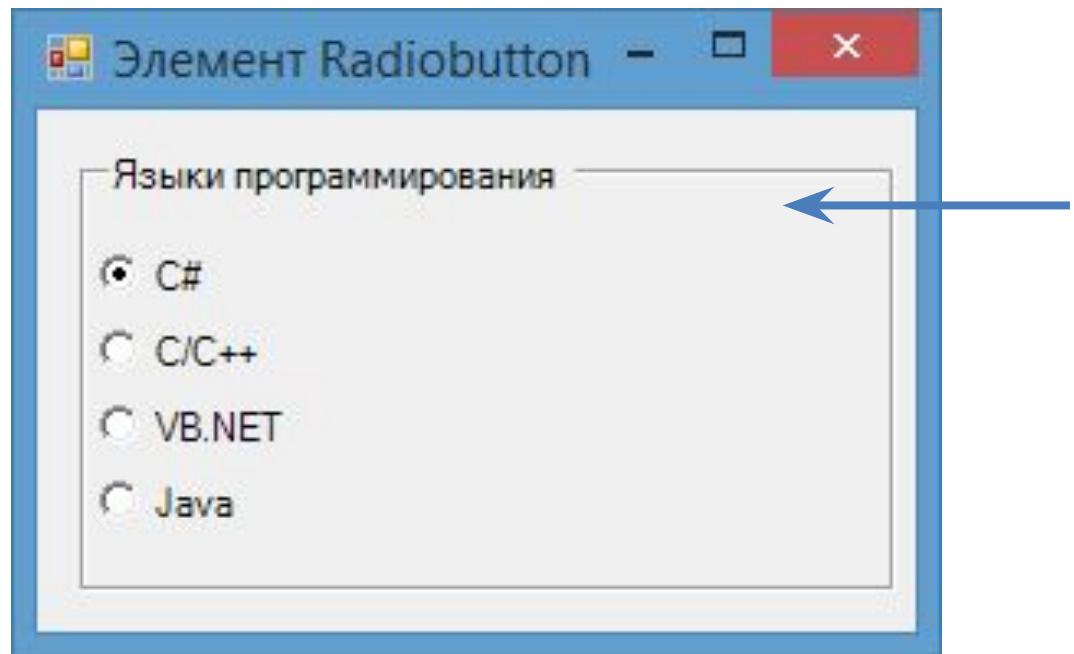 Элемент Radiobutton
Языки программирования
C#
C/C++
VB.NET
Java